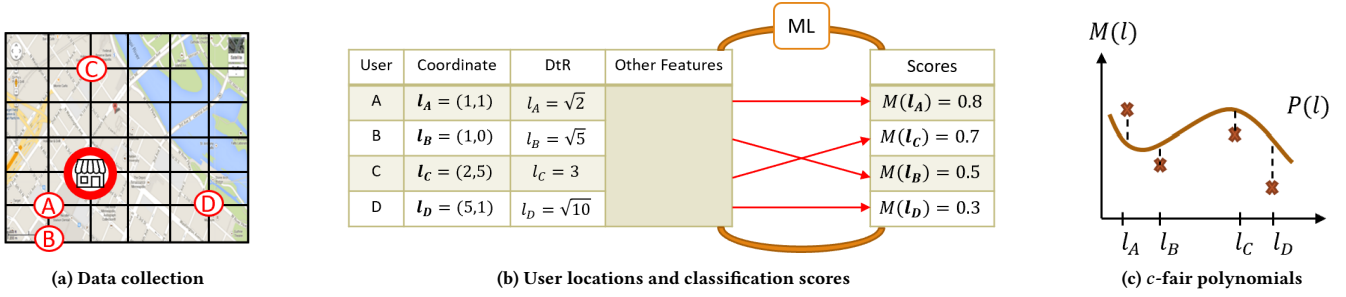 C
A
D
B
(a) Data collection
ML
User Coordinate DtR Other Features Scores
A l_A = (1,1) l_A = √2 M(l_A) = 0.8
B l_B = (1,0) l_B = √5 M(l_C) = 0.7
C l_C = (2,5) l_C = 3 M(l_B) = 0.5
D l_D = (5,1) l_D = √10 M(l_D) = 0.3
(b) User locations and classification scores
M(l)
P(l)
l_A l_B l_C l_D
(c) c-fair polynomials